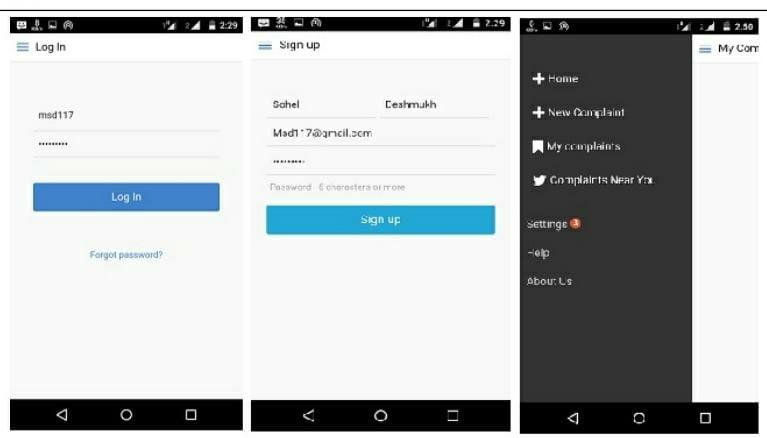 2:29
Log In
msd117
•••••••••
Log In
Forgot password?
2:29
Sign up
Sohel Deshmukh
Msd117@gmail.com
•••••••••
Password 6 characters or more
Sign up
2:50
My Com
Home
New Complaint
My complaints
Complaints Near You
Settings 3
Help
About Us